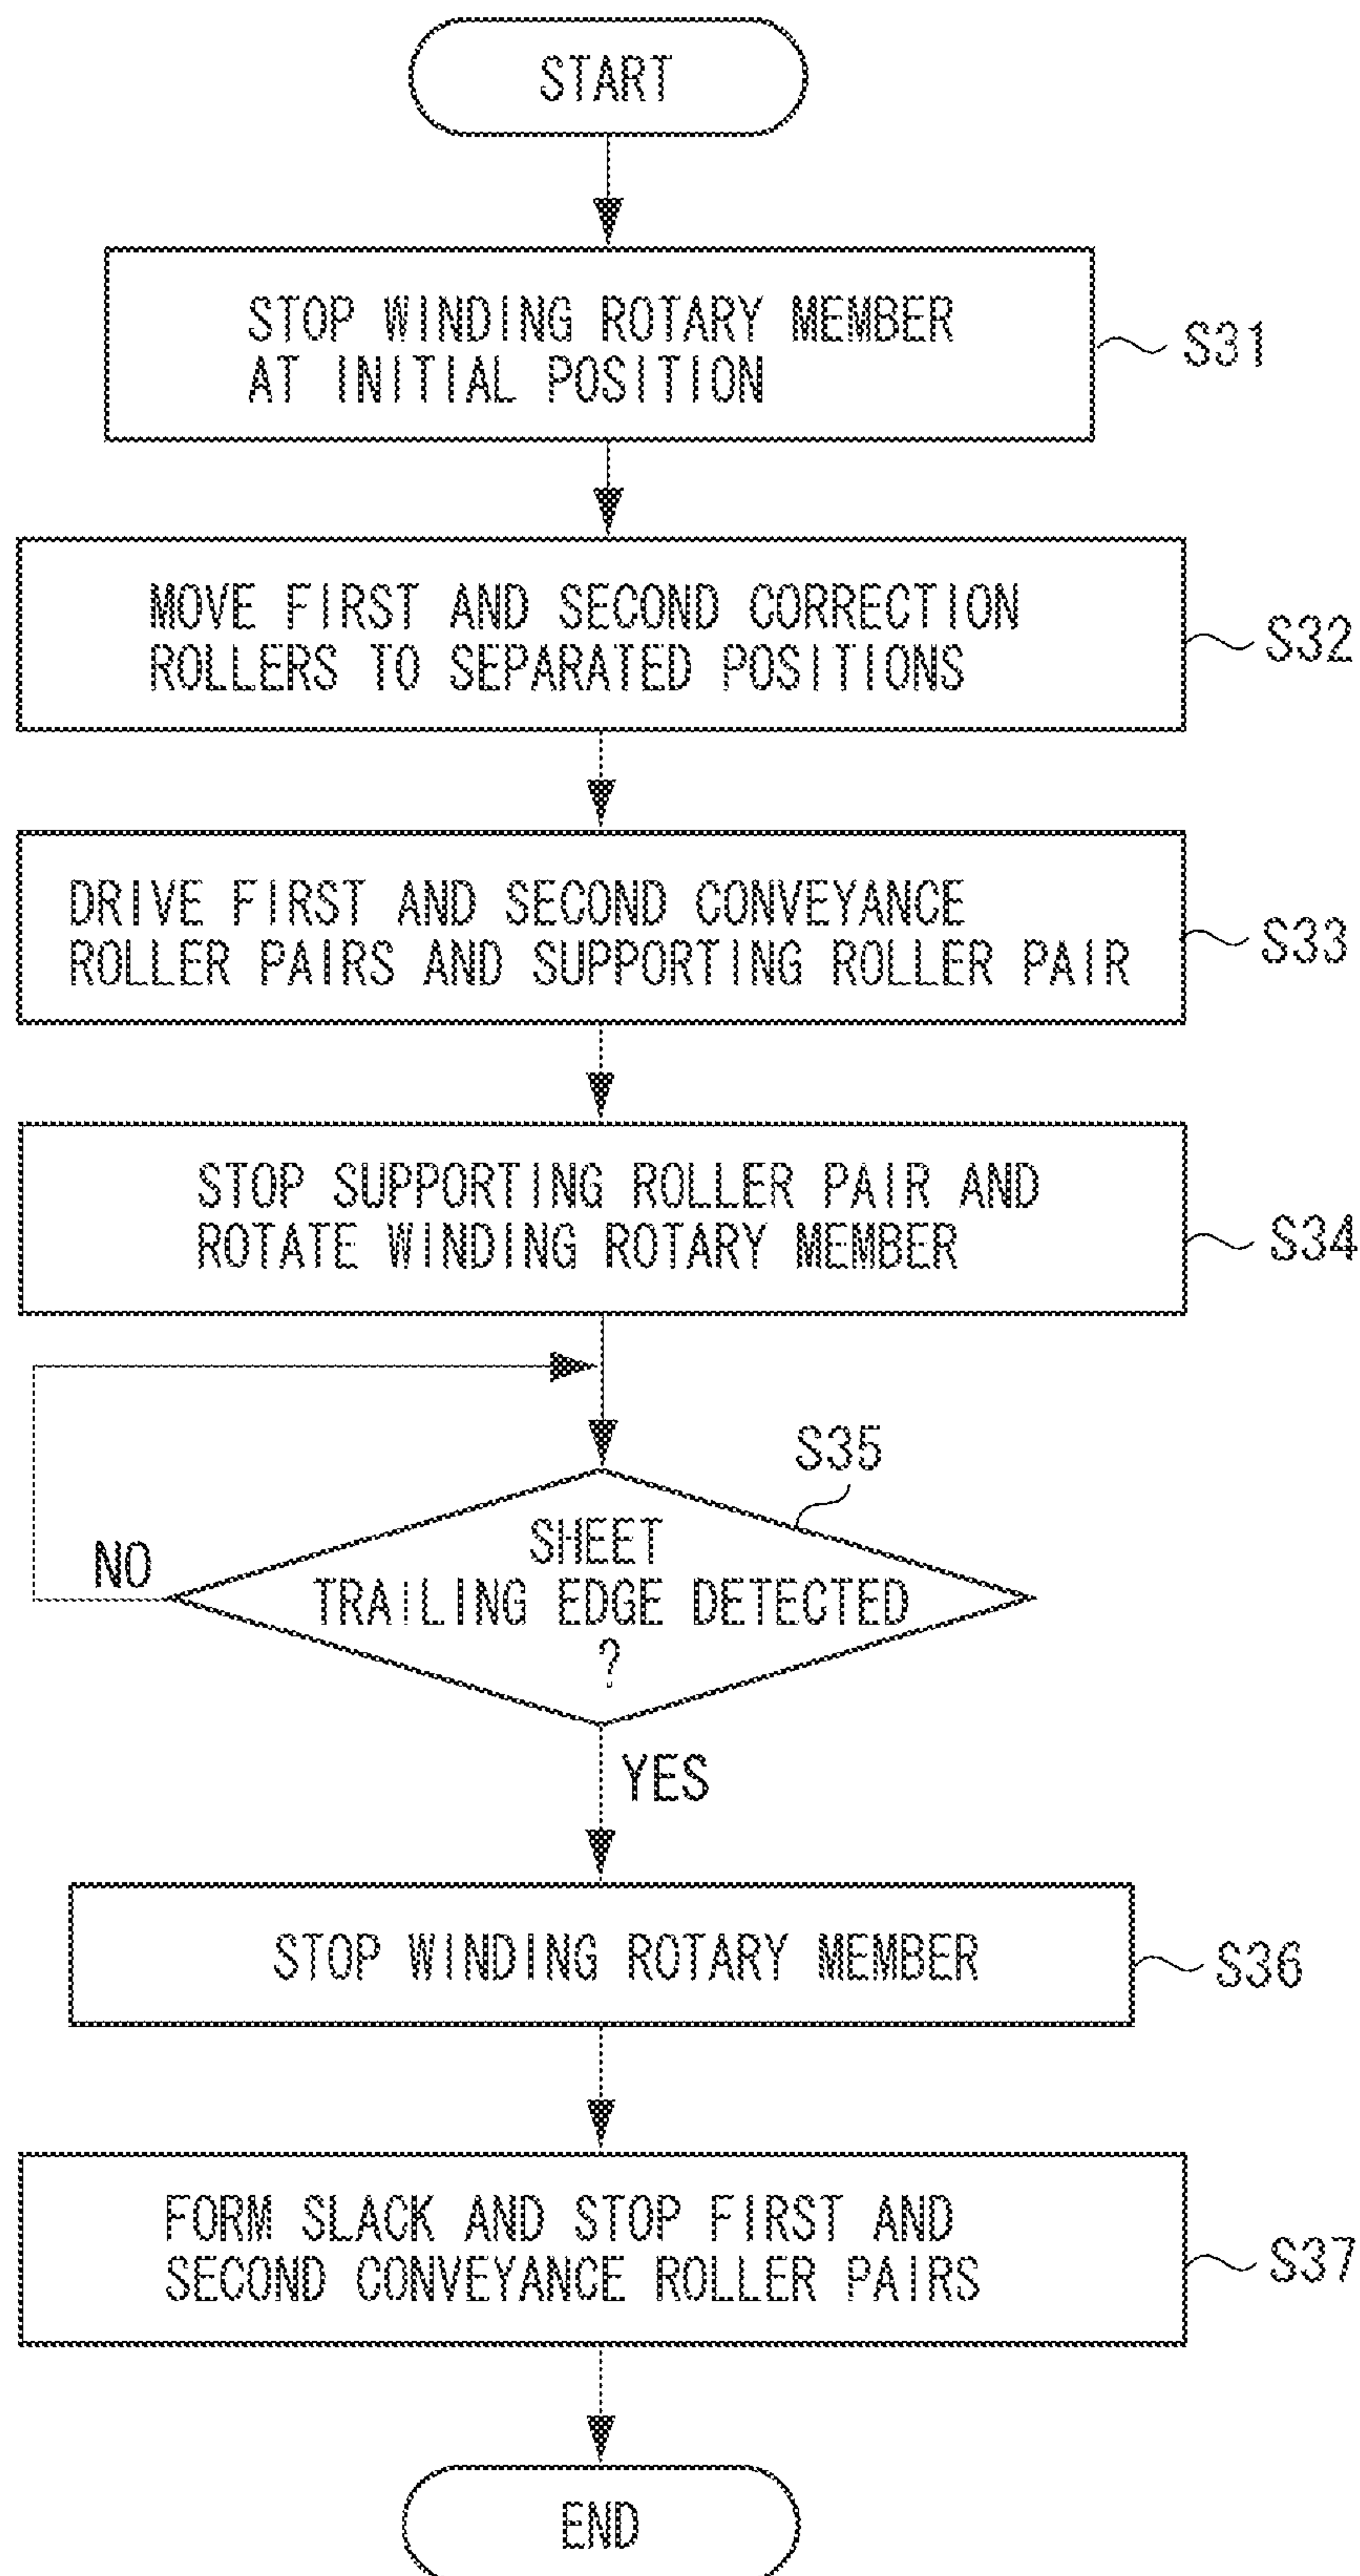 START
STOP WINDING ROTARY MEMBER
AT INITIAL POSITION
S31
MOVE FIRST AND SECOND CORRECTION
ROLLERS TO SEPARATED POSITIONS
S32
DRIVE FIRST AND SECOND CONVEYANCE
ROLLER PAIRS AND SUPPORTING ROLLER PAIR
S33
STOP SUPPORTING ROLLER PAIR AND
ROTATE WINDING ROTARY MEMBER
S34
S35
SHEET
TRAILING EDGE DETECTED
?
NO
YES
STOP WINDING ROTARY MEMBER
S36
FORM SLACK AND STOP FIRST AND
SECOND CONVEYANCE ROLLER PAIRS
S37
END